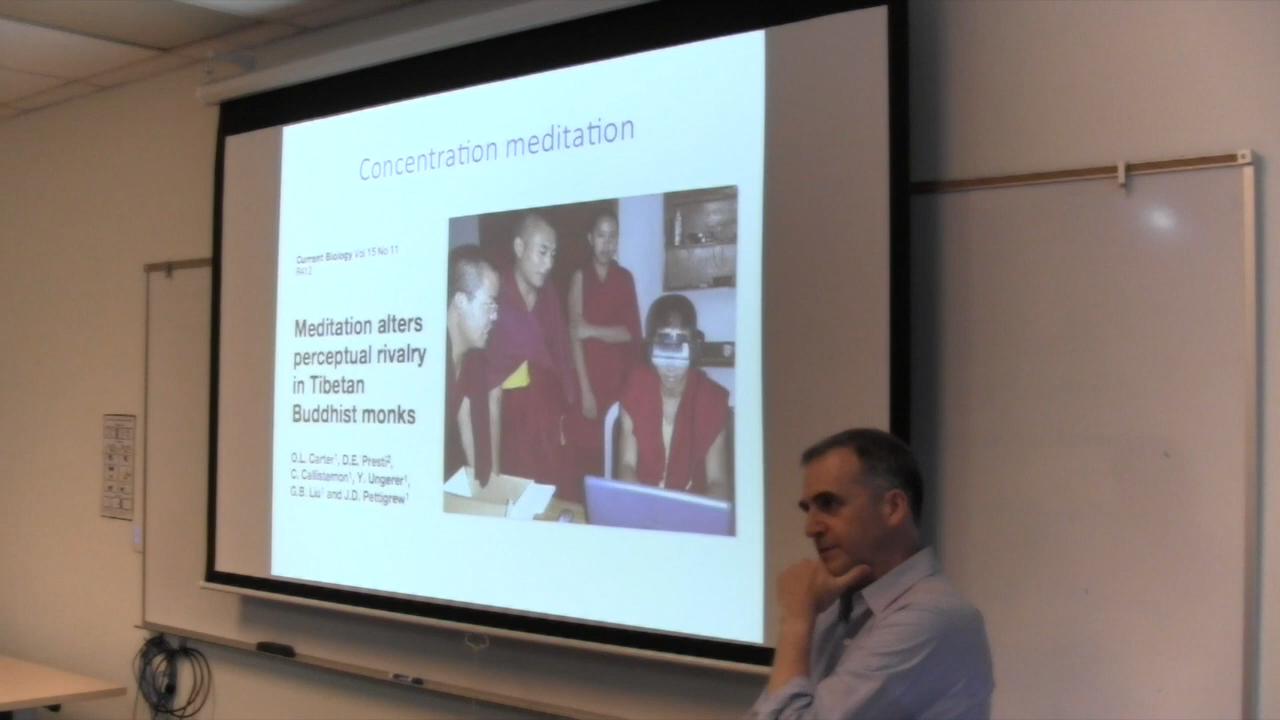 Concentration meditation
Current Biology Vol 15 No 11
R412
Meditation alters
perceptual rivalry
in Tibetan
Buddhist monks
O.L. Carter¹, D.E. Presti²,
C. Callistemon¹, Y. Ungerer¹,
G.B. Liu¹ and J.D. Pettigrew¹